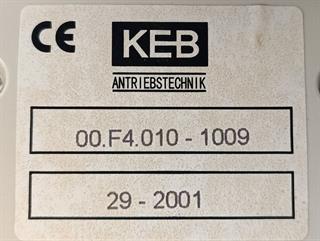 CE KEB
ANTRIEBSTECHNIK
00.F4.010 - 1009
29 - 2001